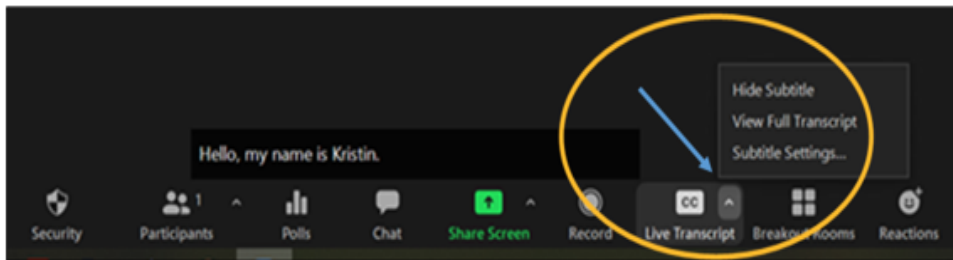 Hide Subtitle
View Full Transcript
Subtitle Settings...
Hello, my name is Kristin.
1
CC
Security
Participants
Polls
Chat
Share Screen
Record
Live Transcript
Breakout Rooms
Reactions